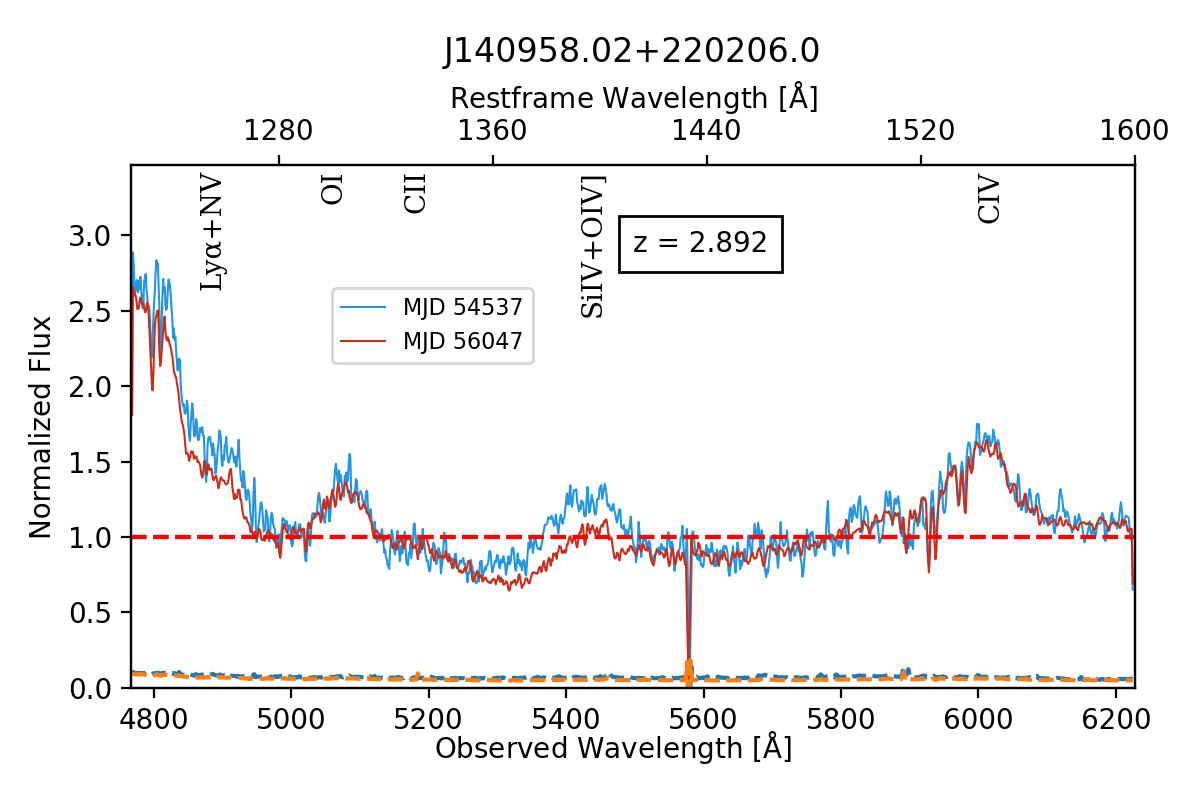 J140958.02+220206.0
Restframe Wavelength [Å]
1280 1360 1440 1520 1600
Lyα+NV
OI
CII
SiIV+OIV]
CIV
z = 2.892
MJD 54537
MJD 56047
Normalized Flux
3.0
2.5
2.0
1.5
1.0
0.5
0.0
4800 5000 5200 5400 5600 5800 6000 6200
Observed Wavelength [Å]